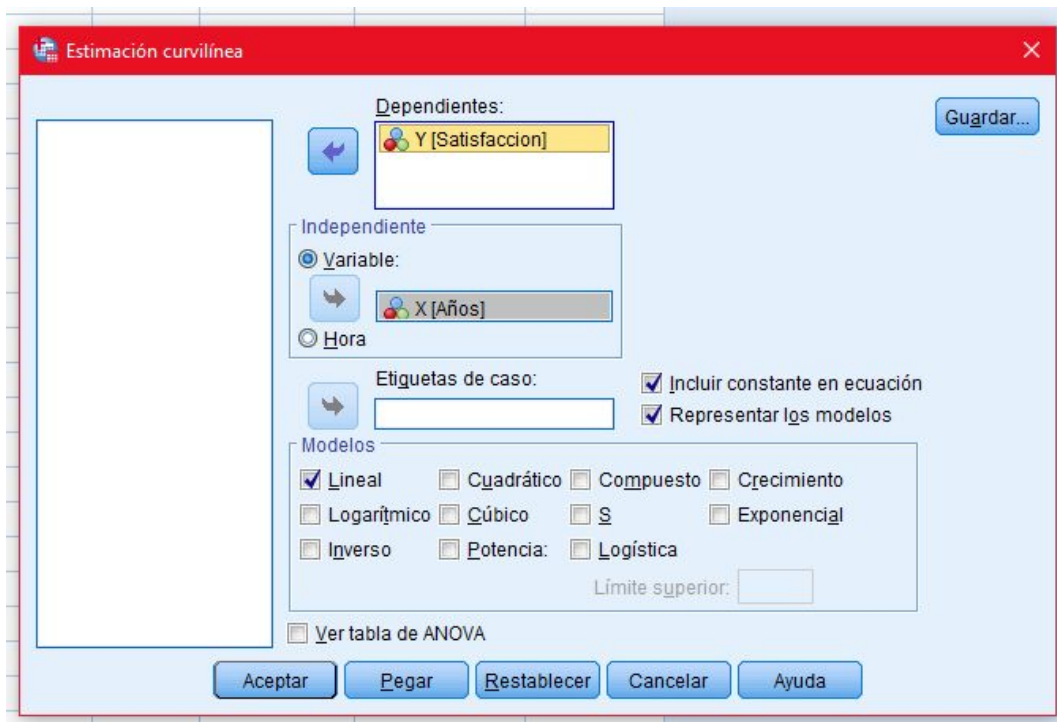 Estimación curvilínea
Dependientes:
Guardar...
Y [Satisfaccion]
Independiente
Variable:
X [Años]
Hora
Etiquetas de caso:
Incluir constante en ecuación
Representar los modelos
Modelos
Lineal Cuadrático Compuesto Crecimiento
Logarítmico Cúbico S Exponencial
Inverso Potencia: Logística
Límite superior:
Ver tabla de ANOVA
Aceptar Pegar Restablecer Cancelar Ayuda